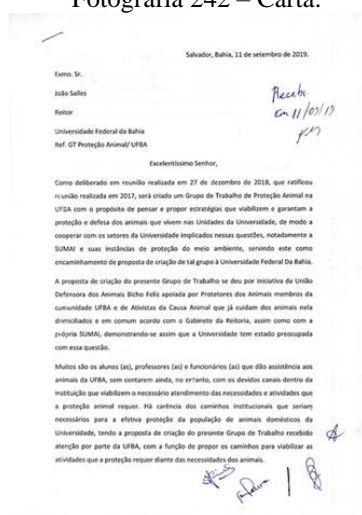 Fotografia 242 – Carta.
Salvador, Bahia, 11 de setembro de 2019.
Exmo. Sr.
João Salles
Recebi
Em 11/09/19
Reitor
Universidade Federal da Bahia
Ref. GT Proteção Animal/ UFBA
Excelentíssimo Senhor,
Como deliberado em reunião realizada em 27 de dezembro de 2018, que ratificou
reunião realizada em 2017, será criado um Grupo de Trabalho de Proteção Animal na
UFBA com o propósito de pensar e propor estratégias que viabilizem e garantam a
proteção e defesa dos animais que vivem nas Unidades da Universidade, de modo a
cooperar com os setores da Universidade implicados nessas questões, notadamente a
SUMAI e suas instâncias de proteção do meio ambiente, servindo este como
encaminhamento de proposta de criação de tal grupo à Universidade Federal Da Bahia.
A proposta de criação do presente Grupo de Trabalho se deu por iniciativa da União
Defensora dos Animais Bicho Feliz apoiada por Protetores dos Animais membros da
comunidade UFBA e de Ativistas da Causa Animal que já cuidam dos animais nela
domiciliados e em comum acordo com o Gabinete da Reitoria, assim como com a
própria SUMAI, demonstrando-se assim que a Universidade tem estado preocupada
com essa questão.
Muitos são os alunos (as), professores (as) e funcionários (as) que dão assistência aos
animais da UFBA, sem contarem ainda, no entanto, com os devidos canais dentro da
instituição que viabilizem o necessário atendimento das necessidades e atividades que
a proteção animal requer. Há carência dos caminhos institucionais que seriam
necessários para a efetiva proteção da população de animais domésticos da
Universidade, tendo a proposta de criação do presente Grupo de Trabalho recebido
atenção por parte da UFBA, com a função de propor os caminhos para viabilizar as
atividades que a proteção requer diante das necessidades dos animais.